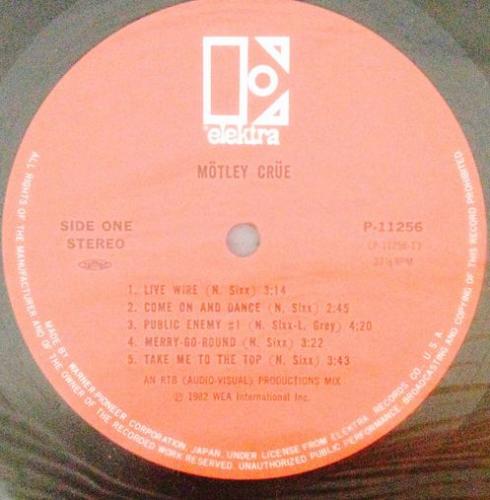 elektra
MÖTLEY CRÜE
SIDE ONE
STEREO
P-11256
33 ⅓ RPM
1. LIVE WIRE (N. Sixx) 3:14
2. COME ON AND DANCE (N. Sixx) 2:45
3. PUBLIC ENEMY #1 (N. Sixx-L. Grey) 4:20
4. MERRY-GO-ROUND (N. Sixx) 3:22
5. TAKE ME TO THE TOP (N. Sixx) 3:43
AN RTB (AUDIO-VISUAL) PRODUCTIONS MIX
Ⓟ 1982 WEA International Inc.
ALL RIGHTS OF THE MANUFACTURER AND OF THE OWNER OF THE RECORDED WORK RESERVED. UNAUTHORIZED PUBLIC PERFORMANCE, BROADCASTING AND COPYING OF THIS RECORD PROHIBITED
MADE BY WARNER-PIONEER CORPORATION, JAPAN, UNDER LICENSE FROM ELEKTRA RECORDS CO., U.S.A.